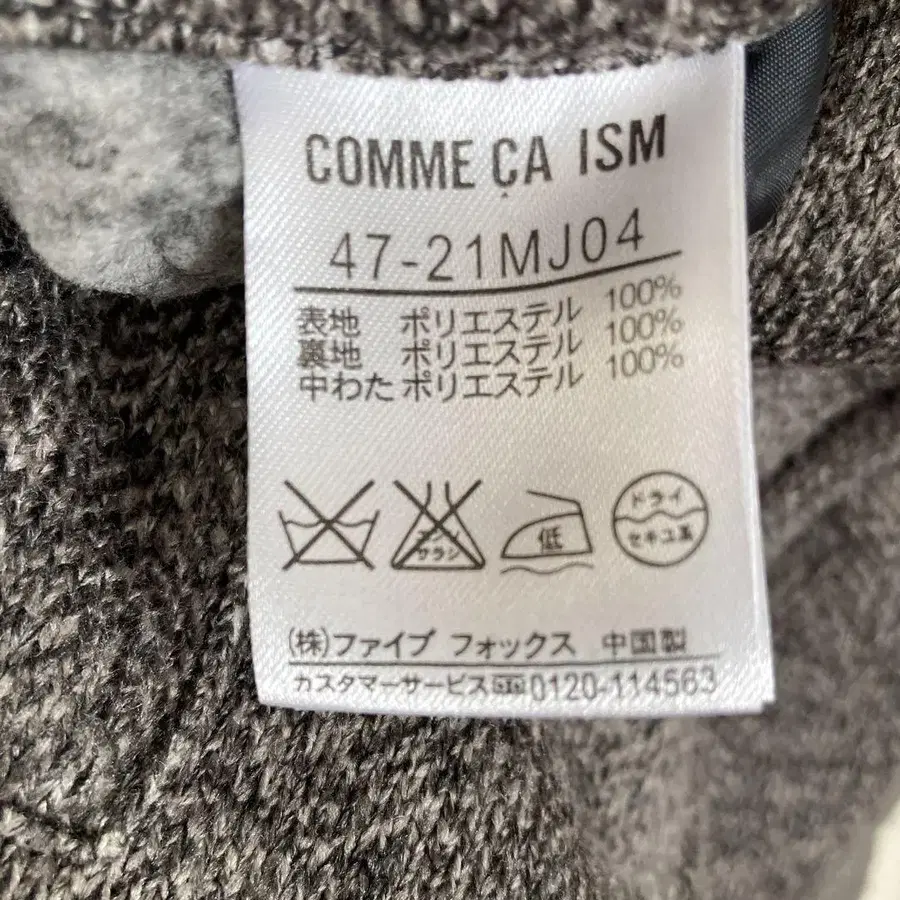 COMME ÇA ISM
47-21MJ04
表地 ポリエステル 100%
裏地 ポリエステル 100%
中わた ポリエステル 100%
エンソ
サラシ
低
ドライ
セキユ系
(株)ファイブ フォックス 中国製
カスタマーサービス 0120-114563